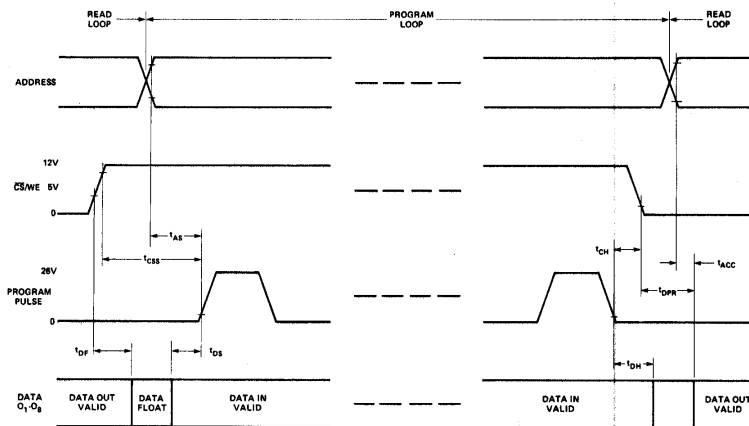 READ
LOOP
PROGRAM
LOOP
READ
LOOP
ADDRESS
12V
CS/WE 5V
0
tAS
tCSS
tCH
tACC
26V
PROGRAM
PULSE
0
tDPR
tDF
tDS
tDH
DATA
O1-O8
DATA OUT
VALID
DATA
FLOAT
DATA IN
VALID
DATA IN
VALID
DATA OUT
VALID